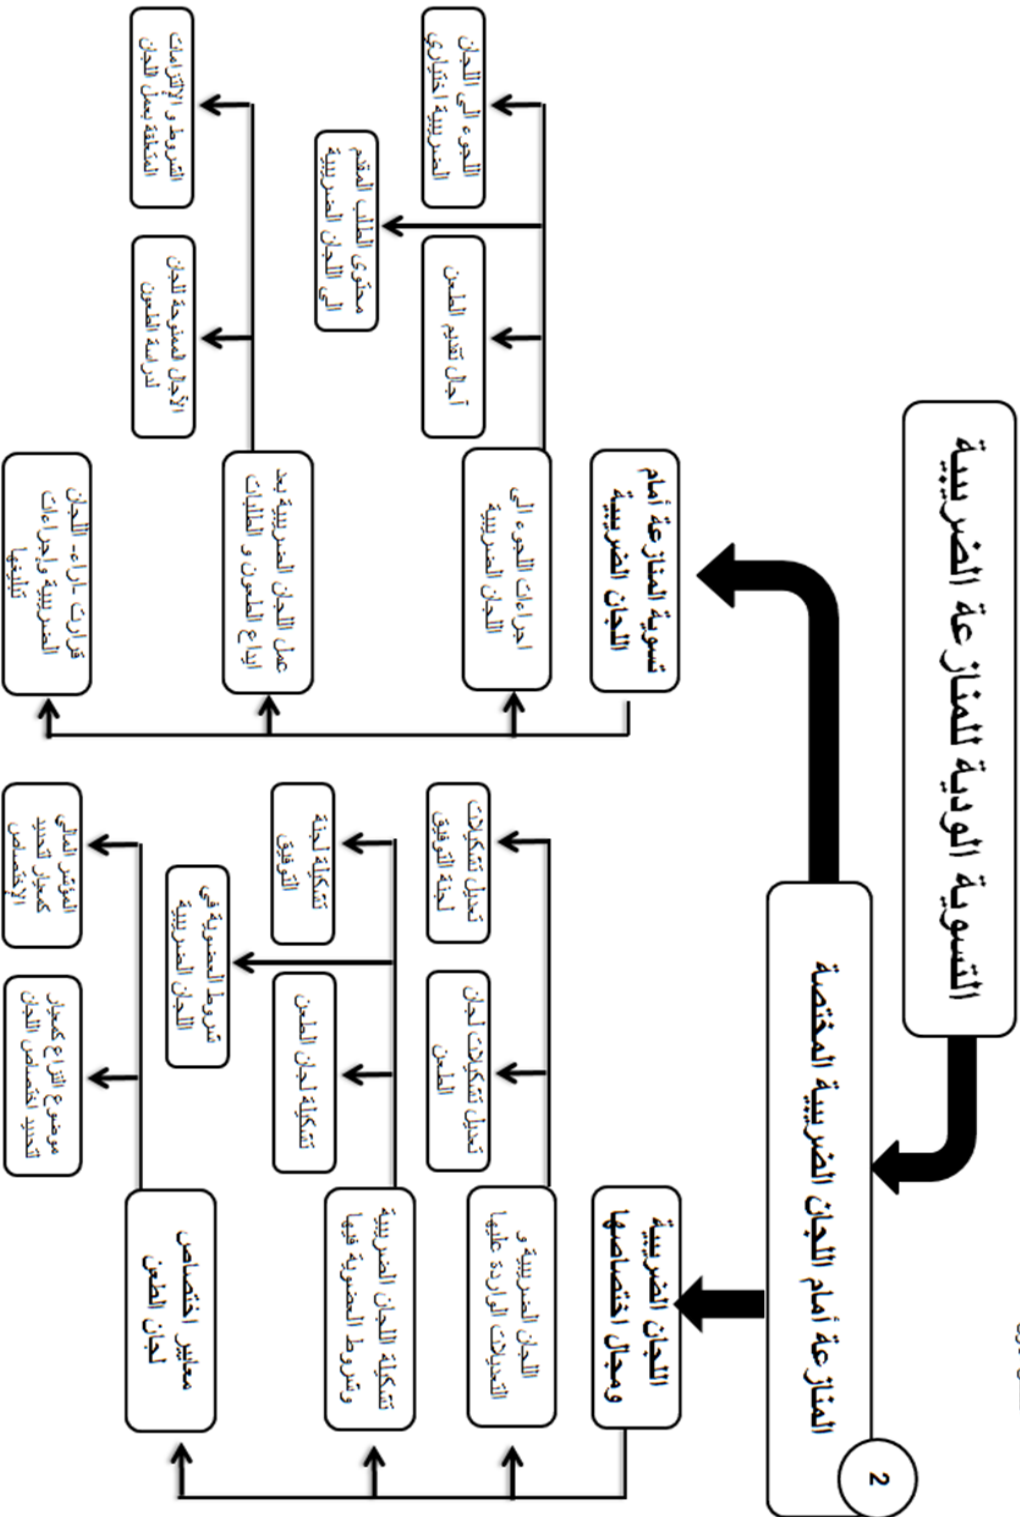 التسوية الودية للمنازعة الضريبية
2
المنازعة أمام اللجان الضريبية المختصة
اللجان الضريبية
ومجال اختصاصها
اللجان الضريبية و
التعديلات الواردة عليها
تعديل تشكيلات لجان
الطعن
تعديل تشكيلات
لجنة التوفيق
تشكيلة اللجان الضريبية
وشروط العضوية فيها
تشكيلة لجان الطعن
تشكيلة لجنة
التوفيق
شروط العضوية في
اللجان الضريبية
معايير اختصاص
لجان الطعن
موضوع النزاع كمعيار
لتحديد اختصاص اللجان
المؤشر المالي
كمعيار لتحديد
الإختصاص
تسوية المنازعة أمام
اللجان الضريبية
اجراءات اللجوء الى
اللجان الضريبية
أجال تقديم الطعن
اللجوء الى اللجان
الضريبية اختياري
محتوى الطلب المقدم
الى اللجان الضريبية
عمل اللجان الضريبية بعد
ايداع الطعون و الطلبات
الأجال الممنوحة للجان
لدراسة الطعون
الشروط و الإلتزامات
المتعلقة بعمل اللجان
قرارت -اراء- اللجان
الضريبية وإجراءات
تبليغها